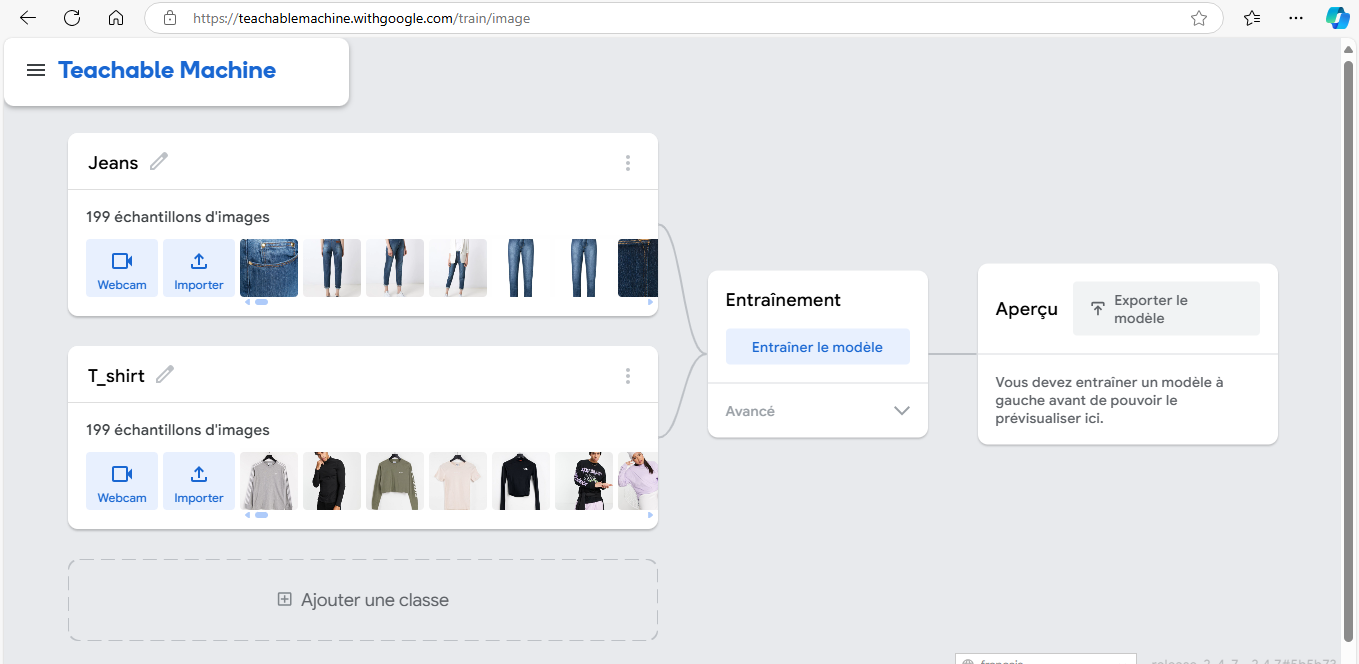 https://teachablemachine.withgoogle.com/train/image
Teachable Machine
Jeans
199 échantillons d'images
Webcam
Importer
T_shirt
199 échantillons d'images
Webcam
Importer
Ajouter une classe
Entraînement
Entraîner le modèle
Avancé
Aperçu
Exporter le
modèle
Vous devez entraîner un modèle à
gauche avant de pouvoir le
prévisualiser ici.
français